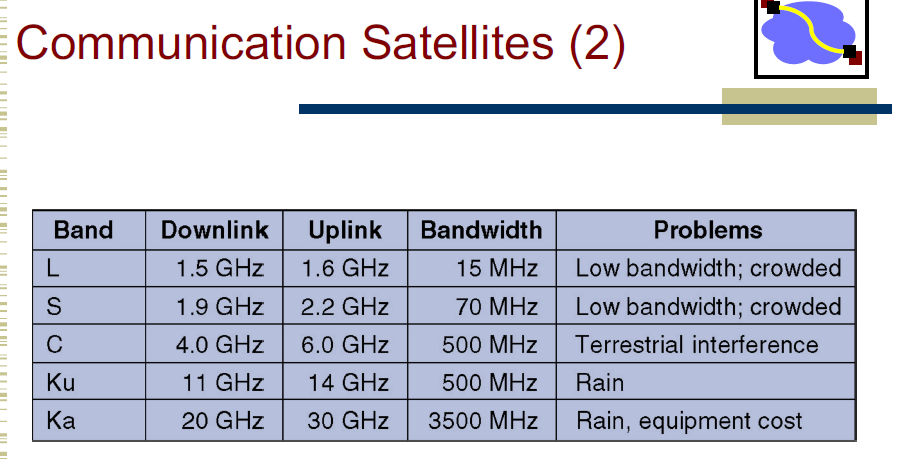 Communication Satellites (2)
Band Downlink Uplink Bandwidth Problems
L 1.5 GHz 1.6 GHz 15 MHz Low bandwidth; crowded
S 1.9 GHz 2.2 GHz 70 MHz Low bandwidth; crowded
C 4.0 GHz 6.0 GHz 500 MHz Terrestrial interference
Ku 11 GHz 14 GHz 500 MHz Rain
Ka 20 GHz 30 GHz 3500 MHz Rain, equipment cost